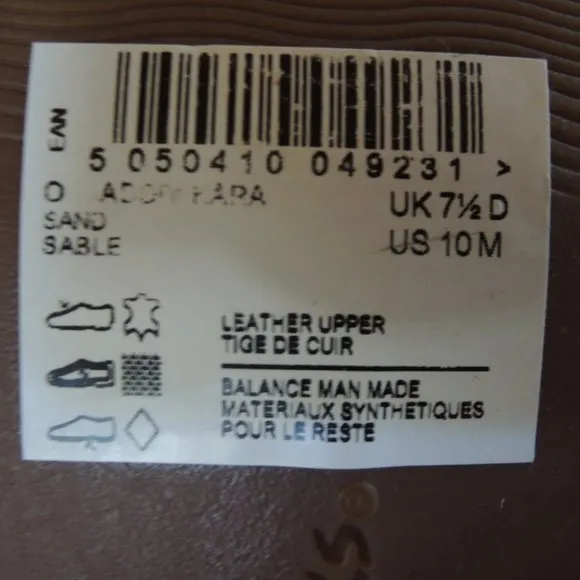 EAN
5 050410 049231 >
O
UK 7½ D
SAND
US 10 M
SABLE
LEATHER UPPER
TIGE DE CUIR
BALANCE MAN MADE
MATERIAUX SYNTHETIQUES
POUR LE RESTE